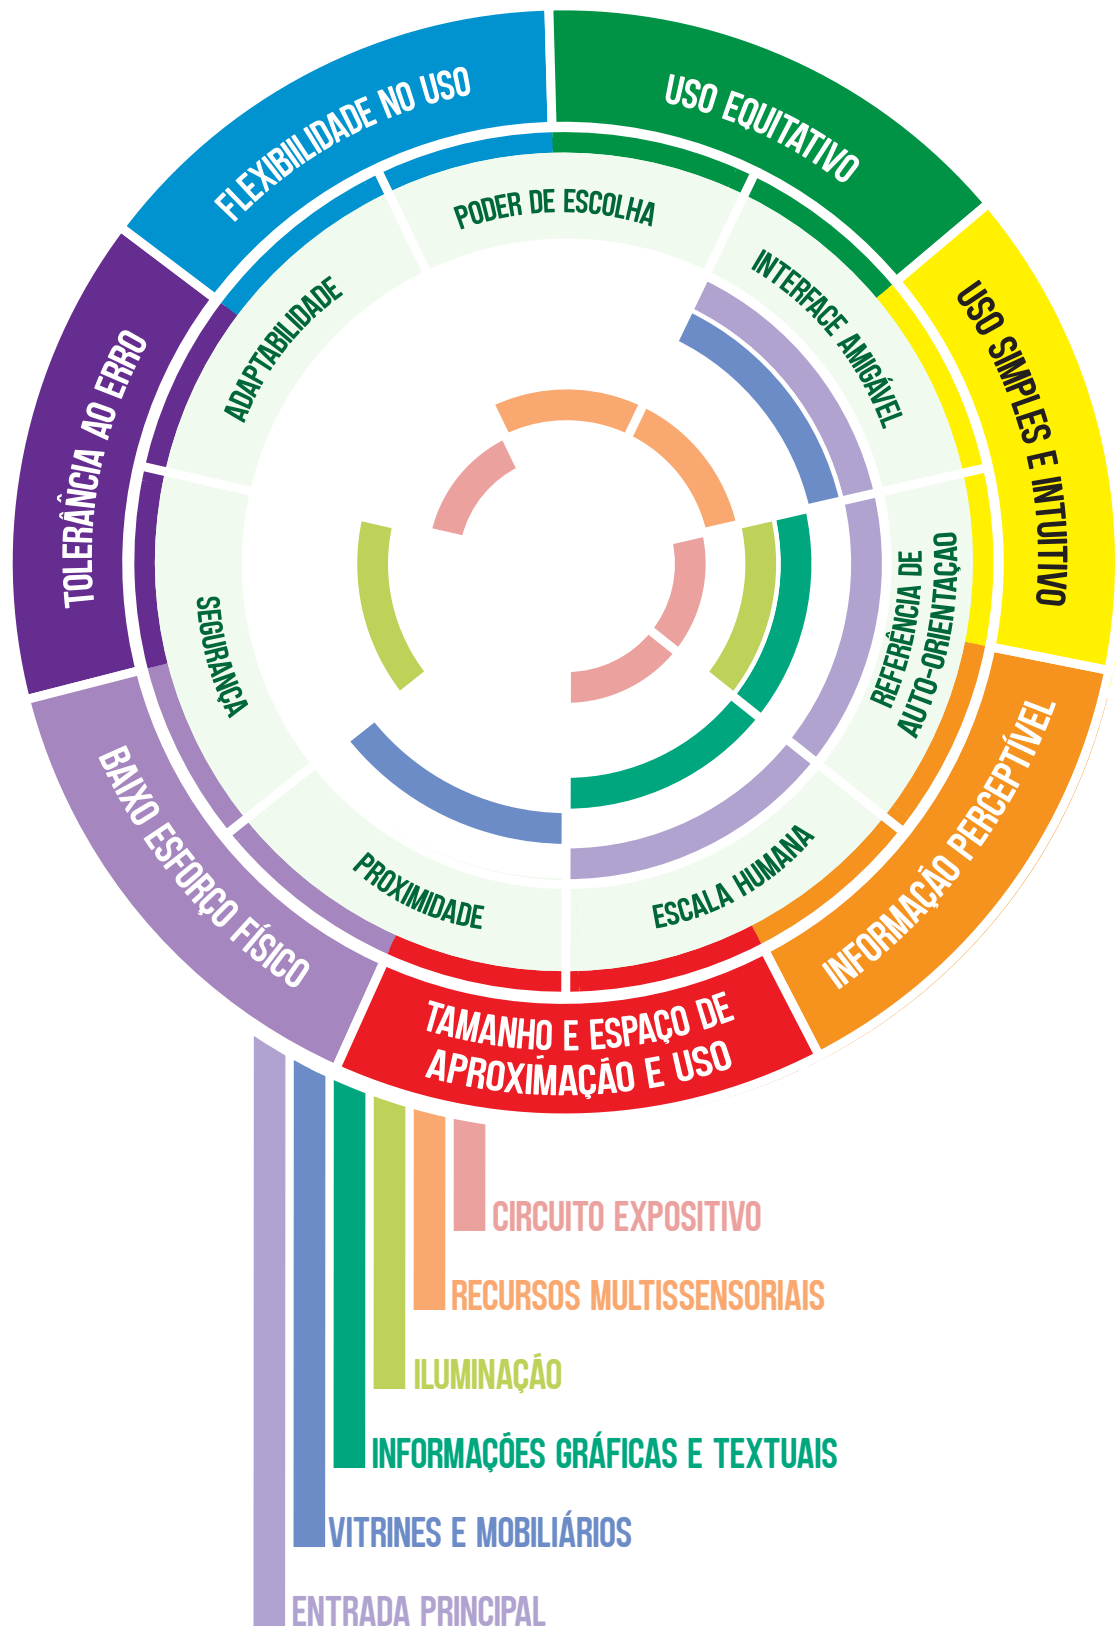 FLEXIBIILIDADE NO USO
USO EQUITATIVO
USO SIMPLES E INTUITIVO
INFORMAÇÃO PERCEPTÍVEL
TAMANHO E ESPAÇO DE
APROXIMAÇÃO E USO
BAIXO ESFORÇO FÍSICO
TOLERÂNCIA AO ERRO
PODER DE ESCOLHA
INTERFACE AMIGÁVEL
REFERÊNCIA DE
AUTO-ORIENTAÇAO
ESCALA HUMANA
PROXIMIDADE
SEGURANÇA
ADAPTABILIDADE
CIRCUITO EXPOSITIVO
RECURSOS MULTISSENSORIAIS
ILUMINAÇÃO
INFORMAÇÕES GRÁFICAS E TEXTUAIS
VITRINES E MOBILIÁRIOS
ENTRADA PRINCIPAL